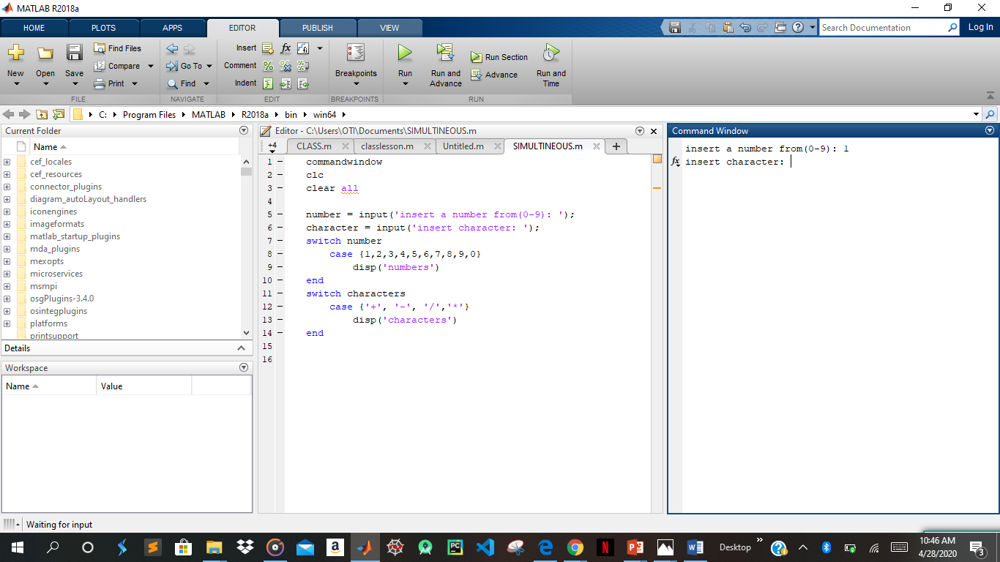 MATLAB R2018a
HOME PLOTS APPS EDITOR PUBLISH VIEW
Search Documentation
Log In
New
Open
Save
Find Files
Compare
Print
Go To
Find
Insert
Comment
Indent
fx
Breakpoints
Run
Run and
Advance
Run Section
Advance
Run and
Time
FILE NAVIGATE EDIT BREAKPOINTS RUN
C: Program Files MATLAB R2018a bin win64
Current Folder
Name
cef_locales
cef_resources
connector_plugins
diagram_autoLayout_handlers
iconengines
imageformats
matlab_startup_plugins
mda_plugins
mexopts
microservices
msmpi
osgPlugins-3.4.0
osintegplugins
platforms
printsupport
Details
Workspace
Name Value
Editor - C:\Users\OTI\Documents\SIMULTINEOUS.m
+4 CLASS.m classlesson.m Untitled.m SIMULTINEOUS.m +
1 commandwindow
2 clc
3 clear all
4
5 number = input('insert a number from(0-9): ');
6 character = input('insert character: ');
7 switch number
8 case {1,2,3,4,5,6,7,8,9,0}
9 disp('numbers')
10 end
11 switch characters
12 case {'+', '-', '/','*'}
13 disp('characters')
14 end
15
16
Command Window
insert a number from(0-9): 1
fx insert character:
Waiting for input
Desktop
10:46 AM
4/28/2020
3